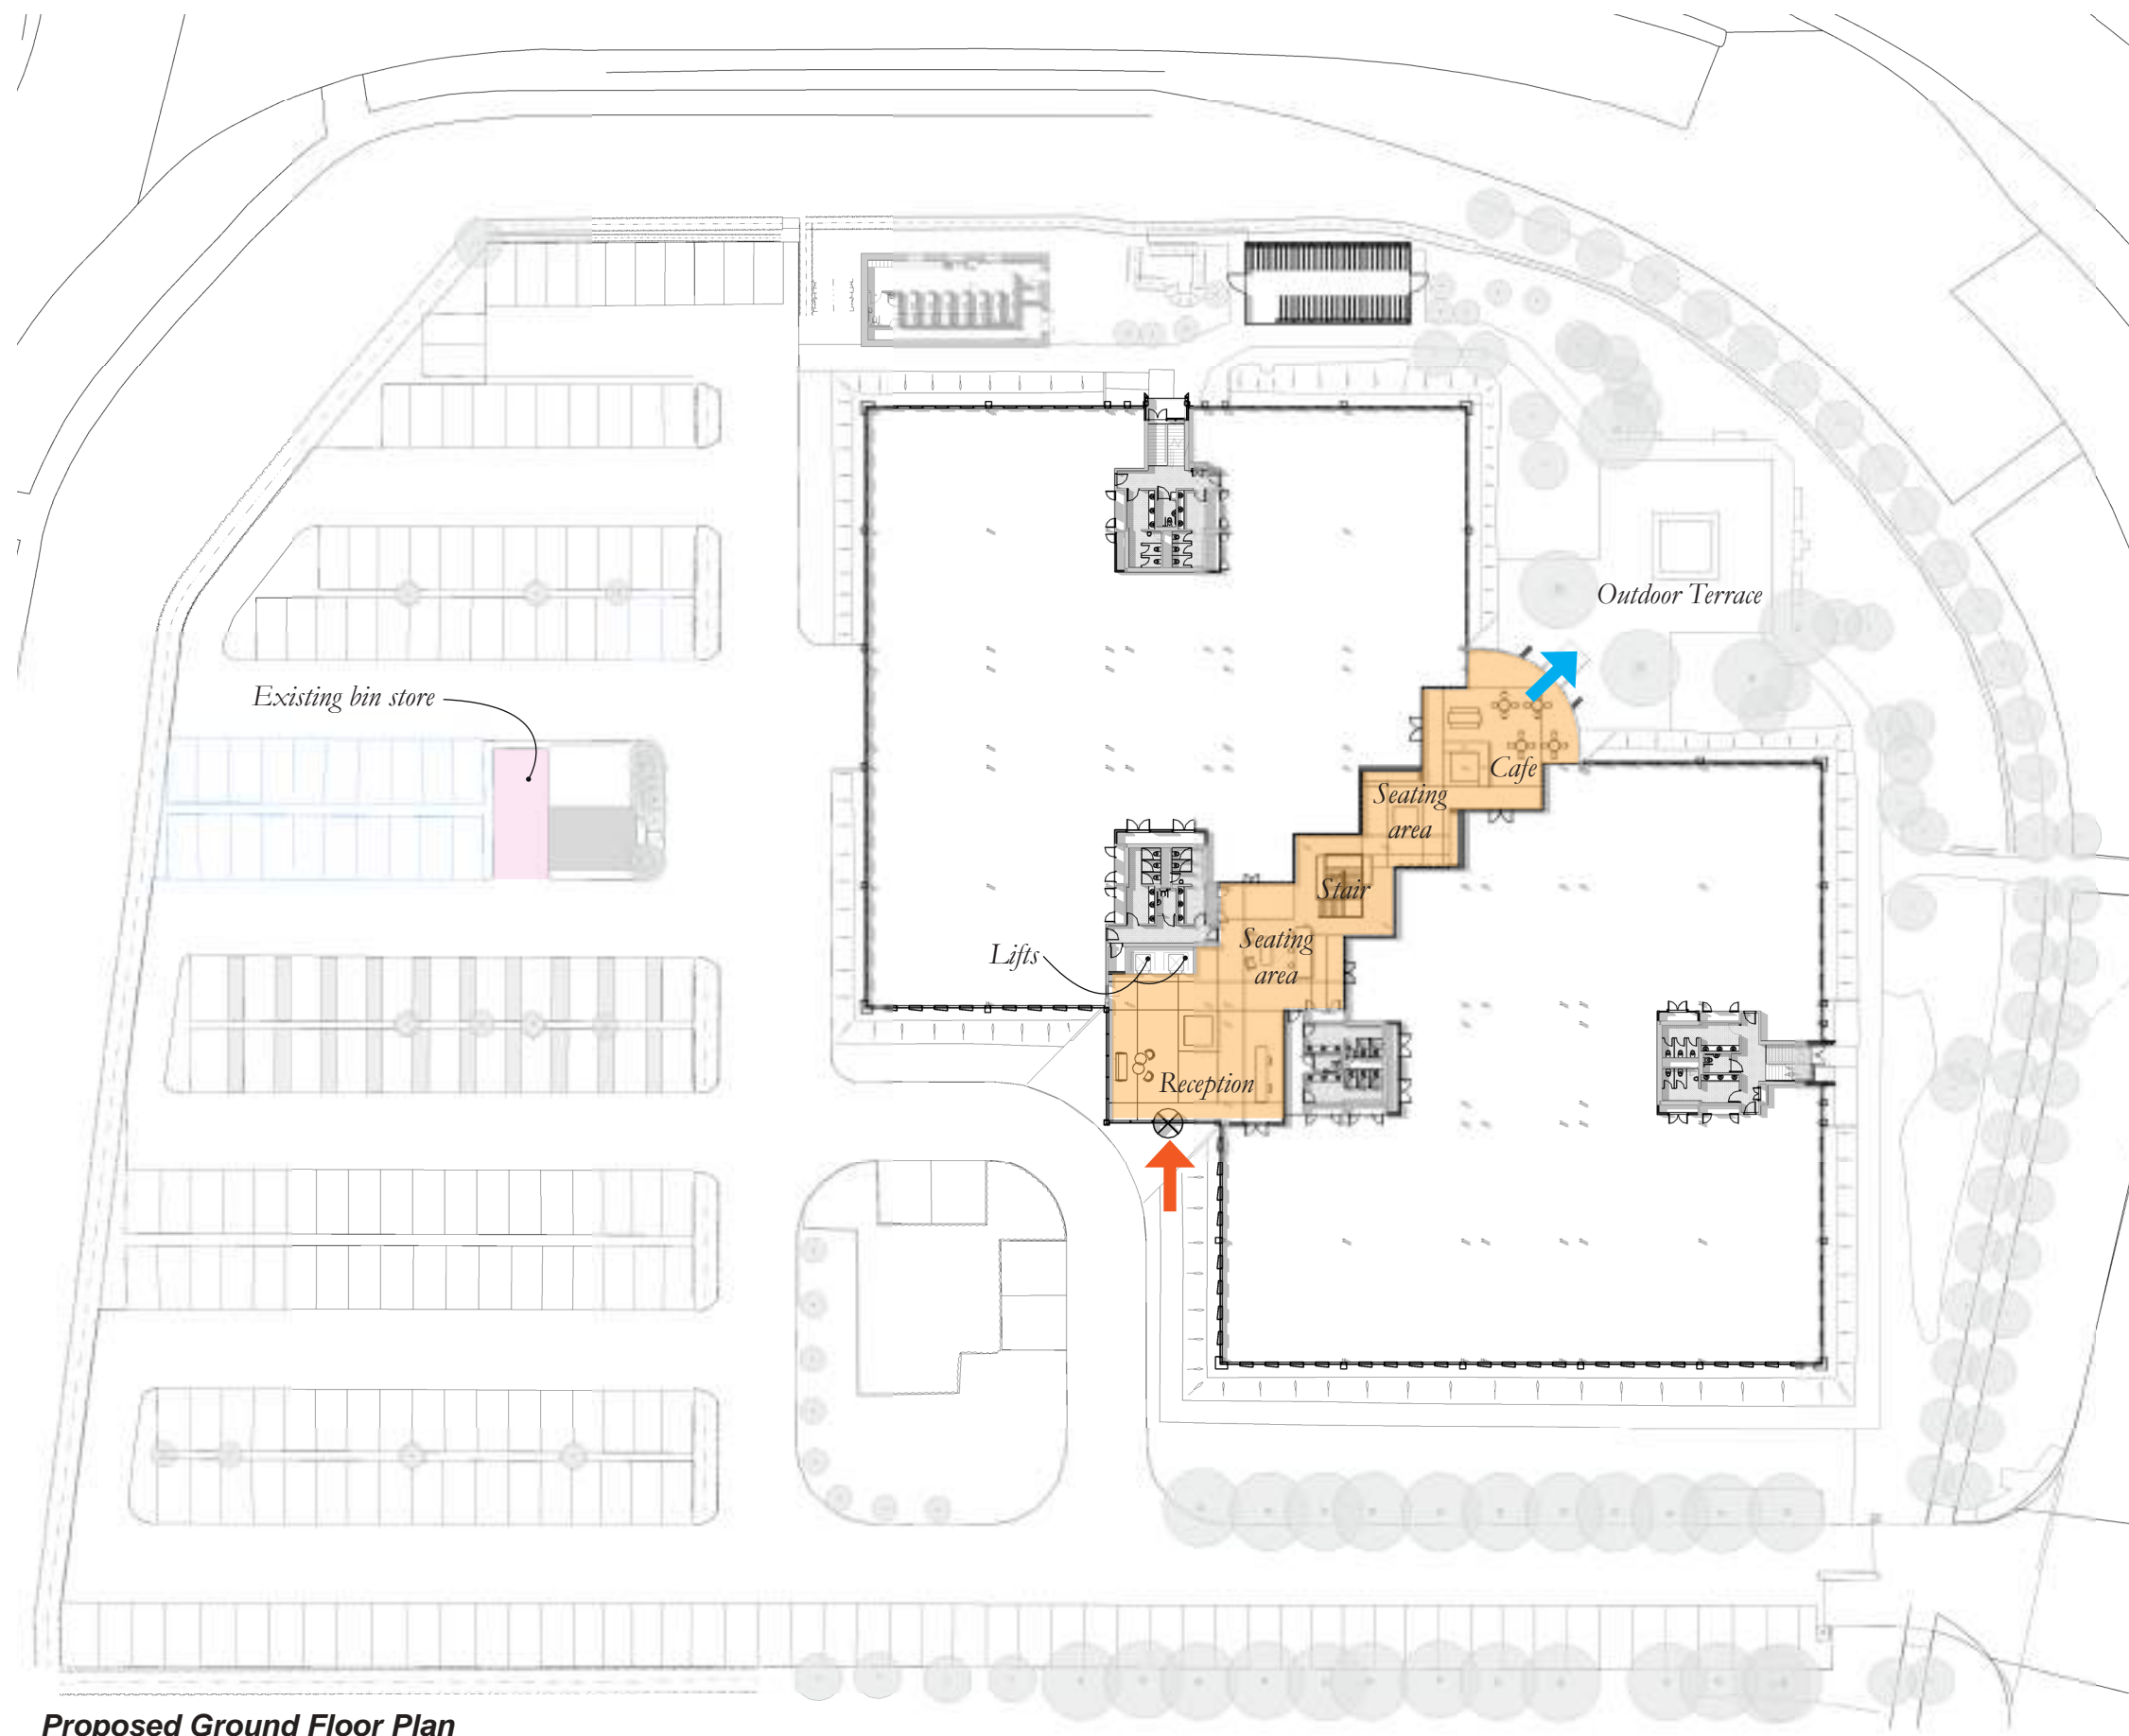 Outdoor Terrace
Existing bin store
Cafe
Seating
area
Stair
Seating
area
Lifts
Reception
Proposed Ground Floor Plan